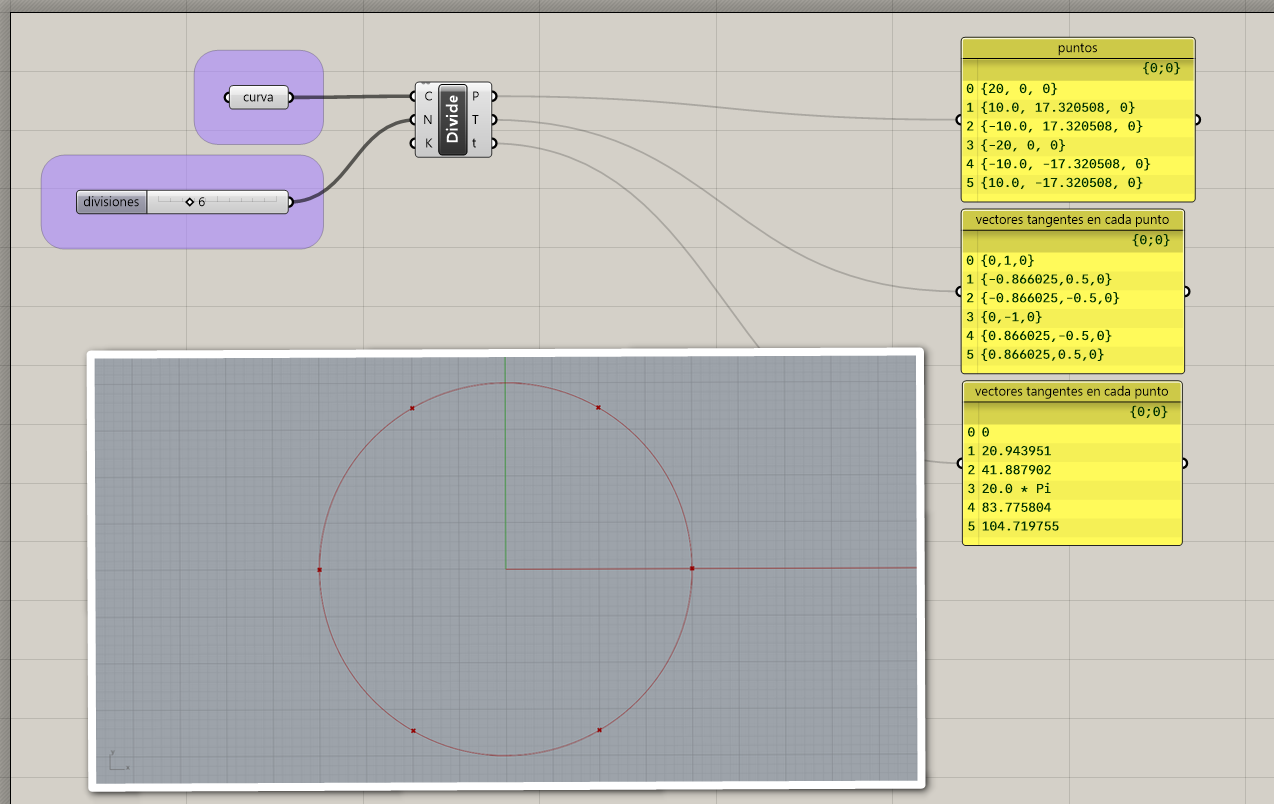 curva
divisiones 6
C
N
K
Divide
P
T
t
puntos
{0;0}
0 {20, 0, 0}
1 {10.0, 17.320508, 0}
2 {-10.0, 17.320508, 0}
3 {-20, 0, 0}
4 {-10.0, -17.320508, 0}
5 {10.0, -17.320508, 0}
vectores tangentes en cada punto
{0;0}
0 {0,1,0}
1 {-0.866025,0.5,0}
2 {-0.866025,-0.5,0}
3 {0,-1,0}
4 {0.866025,-0.5,0}
5 {0.866025,0.5,0}
vectores tangentes en cada punto
{0;0}
0 0
1 20.943951
2 41.887902
3 20.0 * Pi
4 83.775804
5 104.719755
y
x